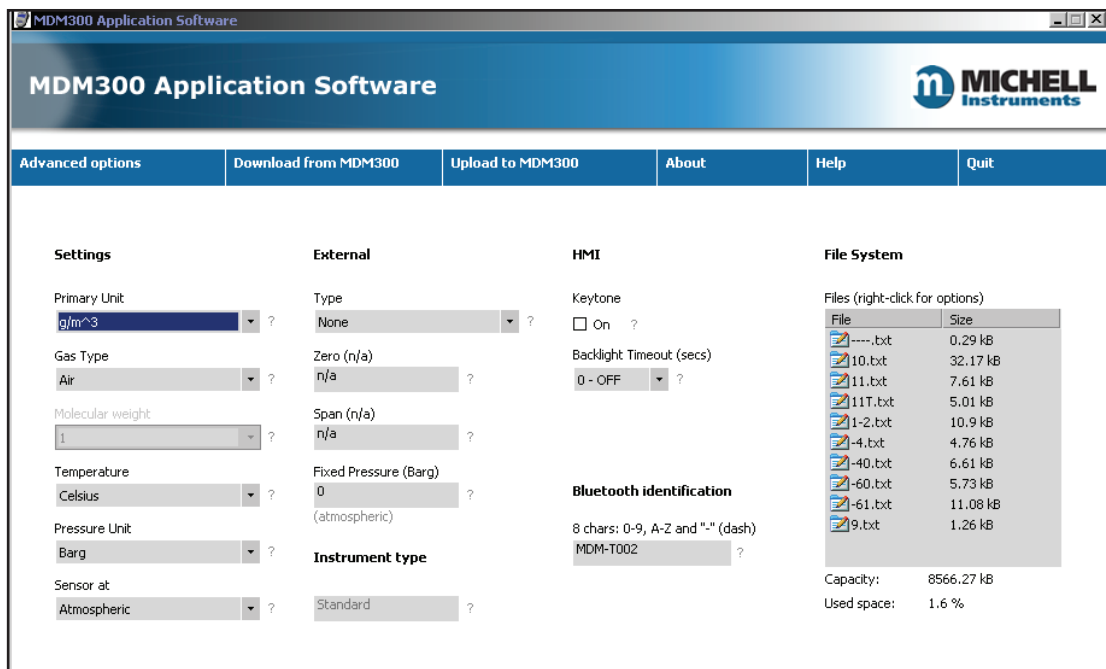 MDM300 Application Software
MDM300 Application Software
MICHELL
Instruments
Advanced options
Download from MDM300
Upload to MDM300
About
Help
Quit
Settings
Primary Unit
g/m^3
?
Gas Type
Air
?
Molecular weight
1
?
Temperature
Celsius
?
Pressure Unit
Barg
?
Sensor at
Atmospheric
?
External
Type
None
?
Zero (n/a)
n/a
?
Span (n/a)
n/a
?
Fixed Pressure (Barg)
0
?
(atmospheric)
Instrument type
Standard
?
HMI
Keytone
On ?
Backlight Timeout (secs)
0 - OFF
?
Bluetooth identification
8 chars: 0-9, A-Z and "-" (dash)
MDM-T002
?
File System
Files (right-click for options)
File Size
----.txt 0.29 kB
10.txt 32.17 kB
11.txt 7.61 kB
11T.txt 5.01 kB
1-2.txt 10.9 kB
-4.txt 4.76 kB
-40.txt 6.61 kB
-60.txt 5.73 kB
-61.txt 11.08 kB
9.txt 1.26 kB
Capacity: 8566.27 kB
Used space: 1.6 %